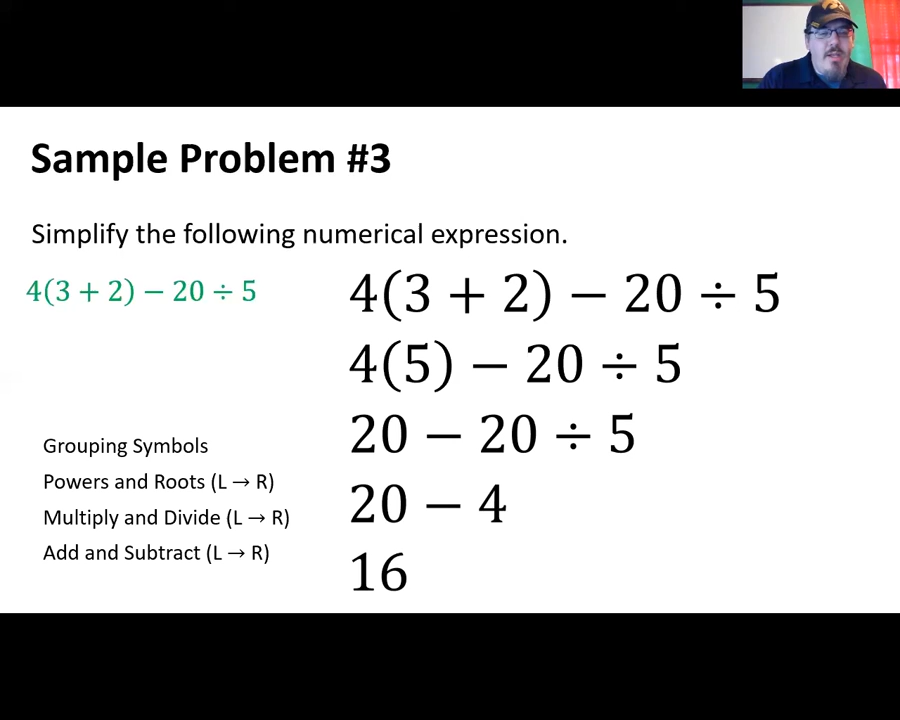 Sample Problem #3
Simplify the following numerical expression.
4(3 + 2) − 20 ÷ 5
4(3 + 2) − 20 ÷ 5
4(5) − 20 ÷ 5
20 − 20 ÷ 5
20 − 4
16
Grouping Symbols
Powers and Roots (L → R)
Multiply and Divide (L → R)
Add and Subtract (L → R)